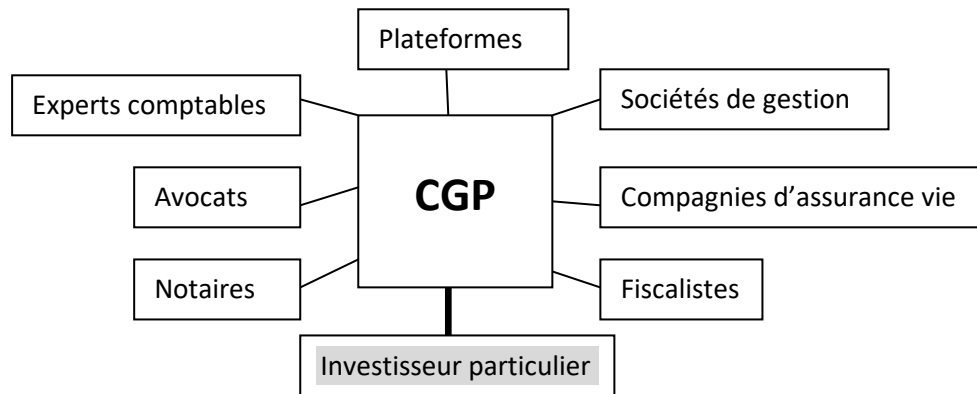 Plateformes
Experts comptables
Sociétés de gestion
CGP
Avocats
Compagnies d’assurance vie
Notaires
Fiscalistes
Investisseur particulier